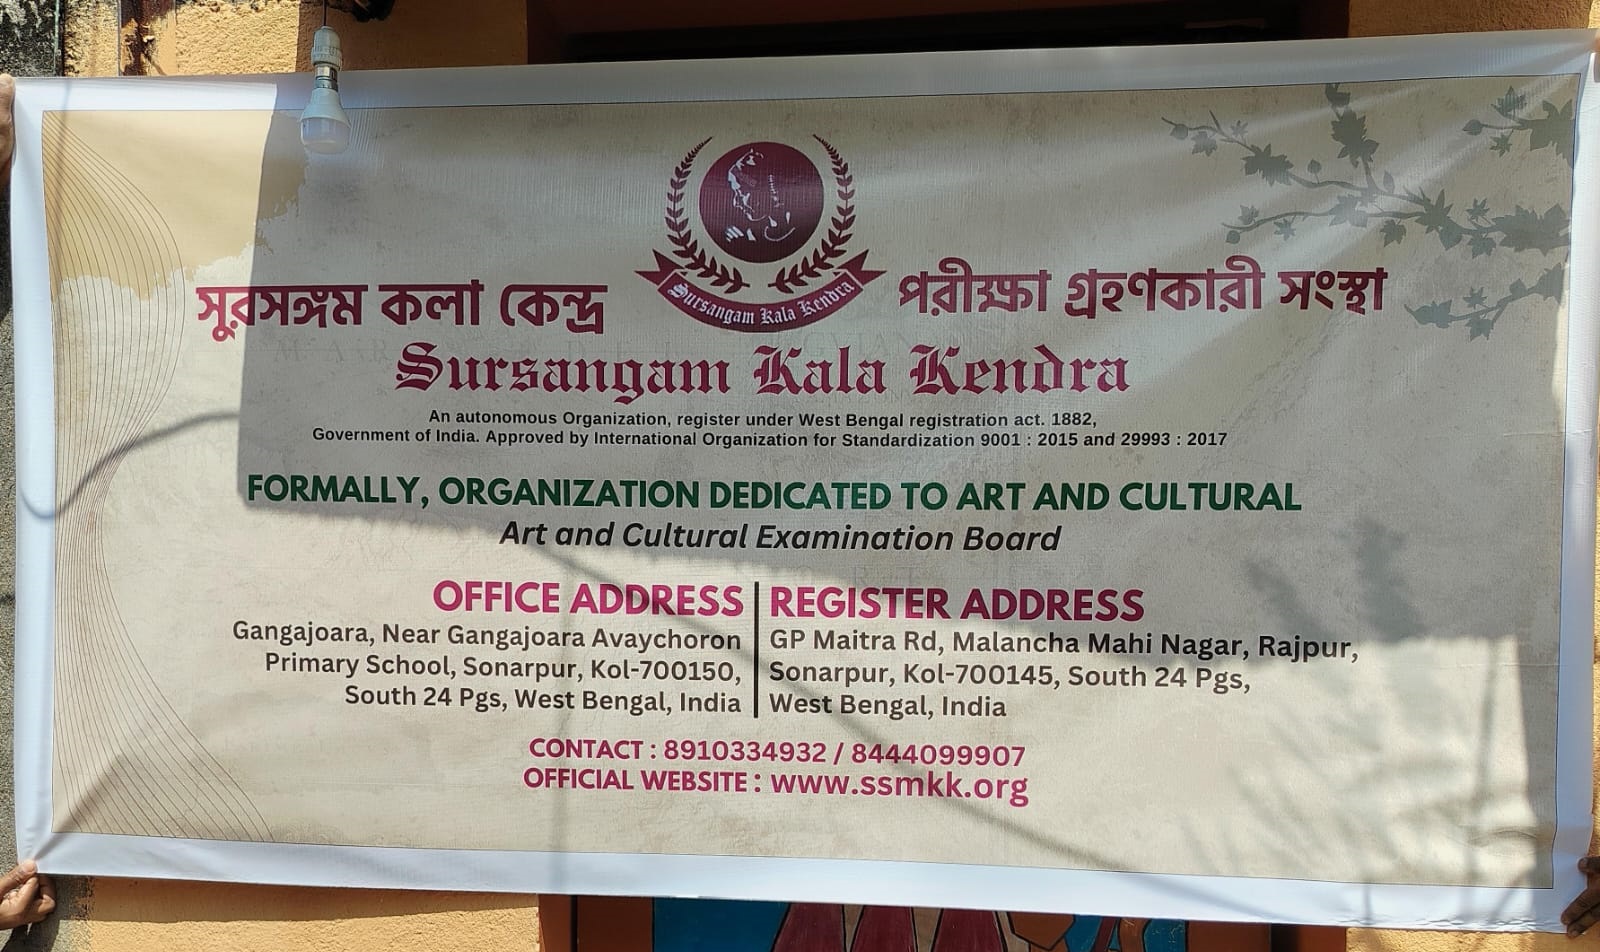 Sursangam Kala Kendra
সুরসঙ্গম কলা কেন্দ্র পরীক্ষা গ্রহণকারী সংস্থা
Sursangam Kala Kendra
An autonomous Organization, register under West Bengal registration act. 1882,
Government of India. Approved by International Organization for Standardization 9001 : 2015 and 29993 : 2017
FORMALLY, ORGANIZATION DEDICATED TO ART AND CULTURAL
Art and Cultural Examination Board
OFFICE ADDRESS
Gangajoara, Near Gangajoara Avaychoron
Primary School, Sonarpur, Kol-700150,
South 24 Pgs, West Bengal, India
REGISTER ADDRESS
GP Maitra Rd, Malancha Mahi Nagar, Rajpur,
Sonarpur, Kol-700145, South 24 Pgs,
West Bengal, India
CONTACT : 8910334932 / 8444099907
OFFICIAL WEBSITE : www.ssmkk.org